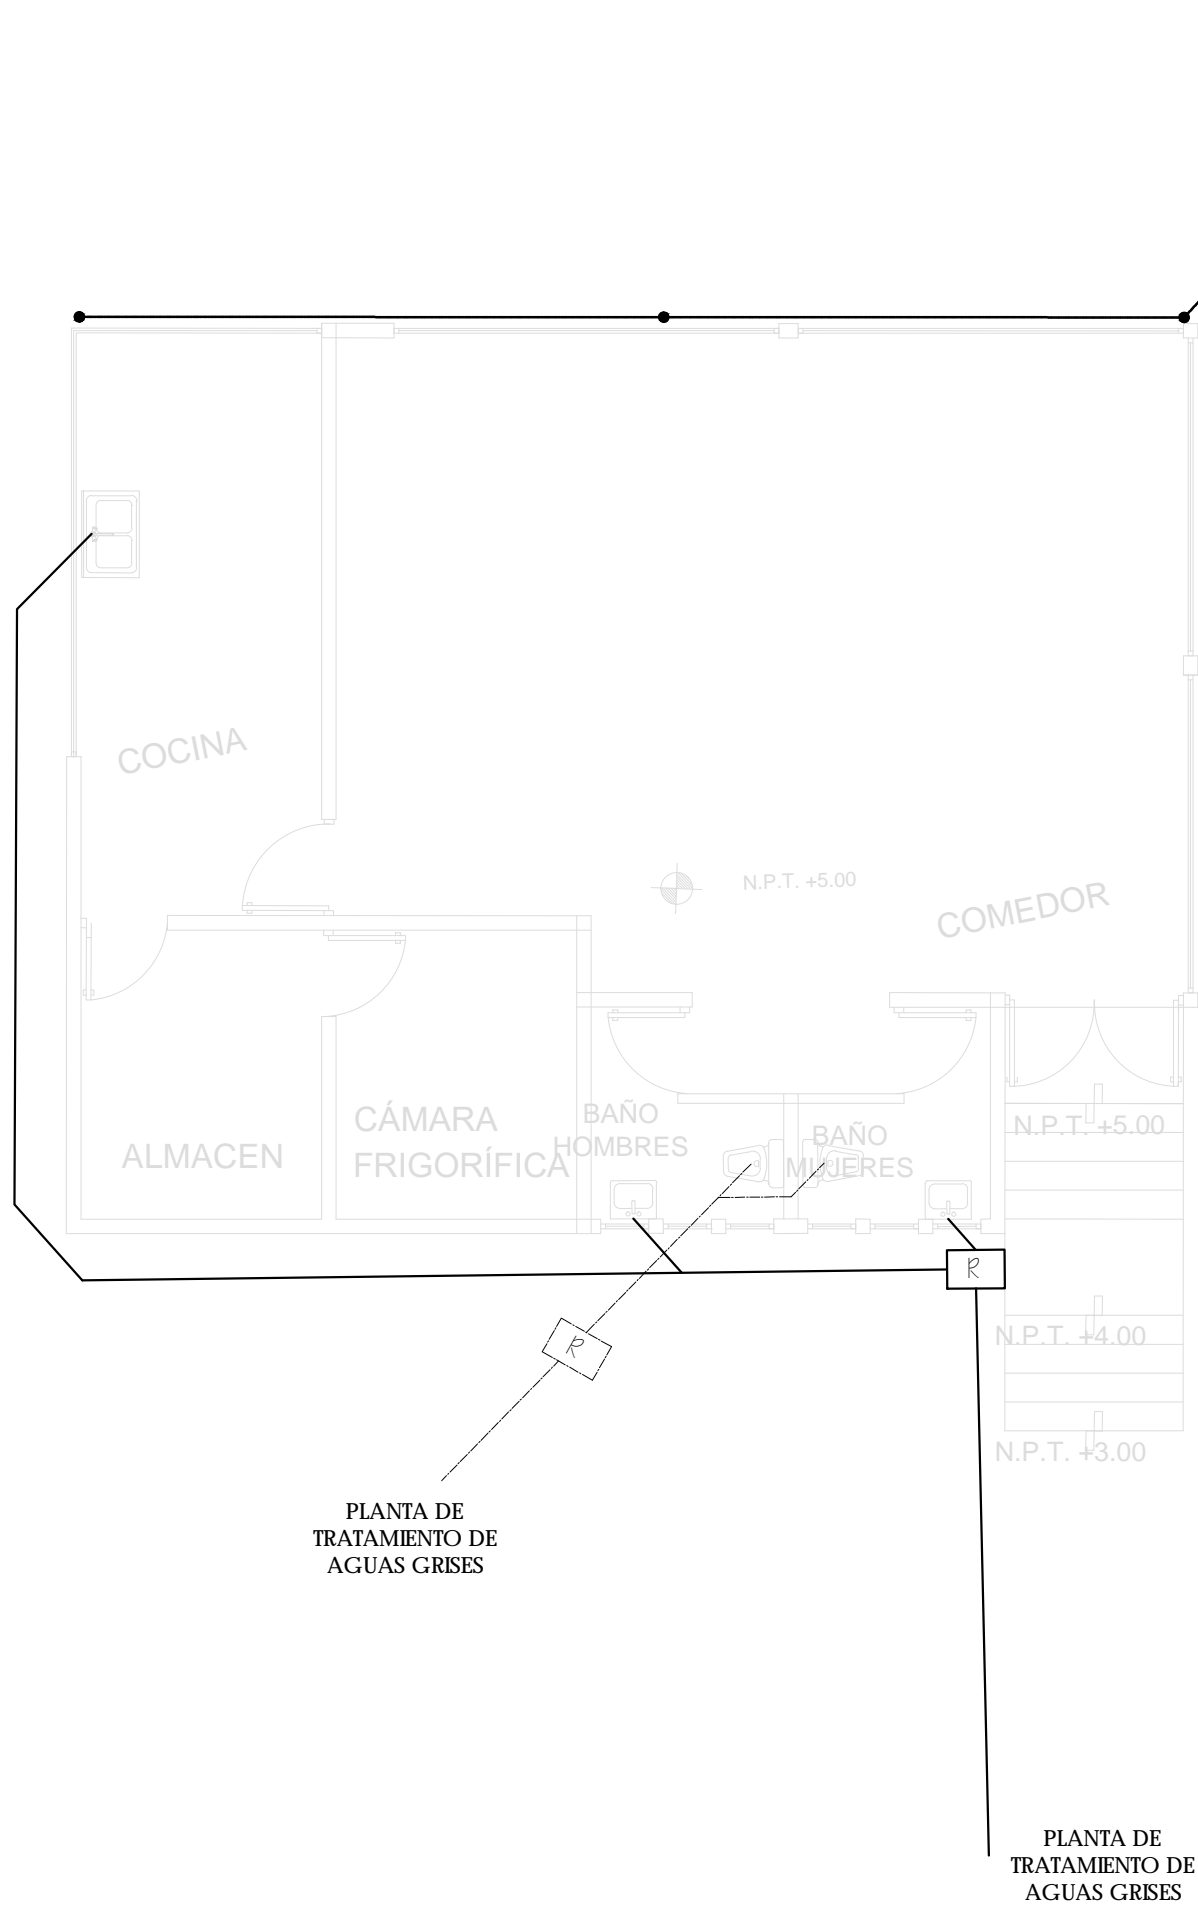 COCINA
N.P.T. +5.00
COMEDOR
CÁMARA
FRIGORÍFICA
ALMACEN
BAÑO
HOMBRES
BAÑO
MUJERES
N.P.T. +5.00
R
N.P.T. +4.00
R
N.P.T. +3.00
PLANTA DE
TRATAMIENTO DE
AGUAS GRISES
PLANTA DE
TRATAMIENTO DE
AGUAS GRISES